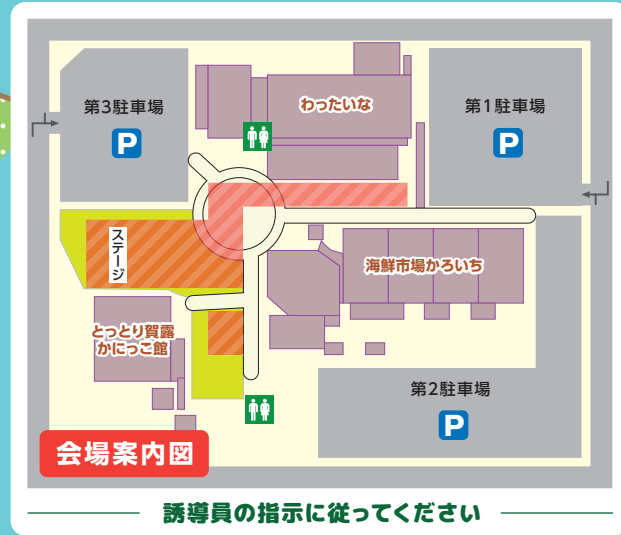 第3駐車場
P
わったいな
第1駐車場
P
ステージ
海鮮市場かろいち
とっとり賀露
かにっこ館
第2駐車場
P
会場案内図
誘導員の指示に従ってください